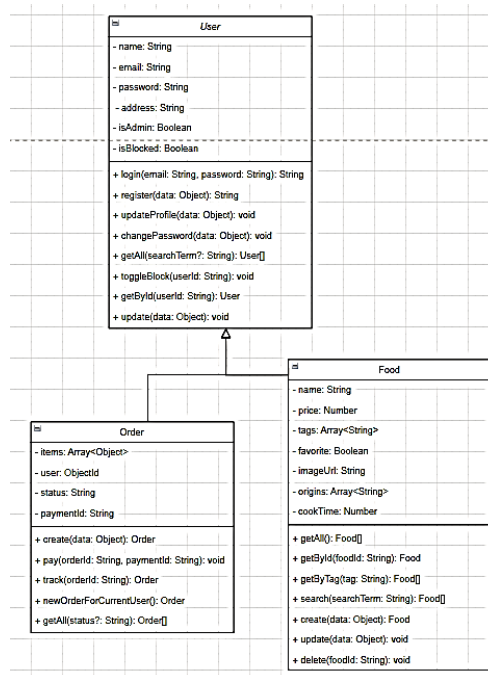 User
- name: String
- email: String
- password: String
- address: String
- isAdmin: Boolean
- isBlocked: Boolean
+ login(email: String, password: String): String
+ register(data: Object): String
+ updateProfile(data: Object): void
+ changePassword(data: Object): void
+ getAll(searchTerm?: String): User[]
+ toggleBlock(userId: String): void
+ getById(userId: String): User
+ update(data: Object): void
Order
- items: Array<Object>
- user: ObjectId
- status: String
- paymentId: String
+ create(data: Object): Order
+ pay(orderId: String, paymentId: String): void
+ track(orderId: String): Order
+ newOrderForCurrentUser(): Order
+ getAll(status?: String): Order[]
Food
- name: String
- price: Number
- tags: Array<String>
- favorite: Boolean
- imageUrl: String
- origins: Array<String>
- cookTime: Number
+ getAll(): Food[]
+ getById(foodId: String): Food
+ getByTag(tag: String): Food[]
+ search(searchTerm: String): Food[]
+ create(data: Object): Food
+ update(data: Object): void
+ delete(foodId: String): void